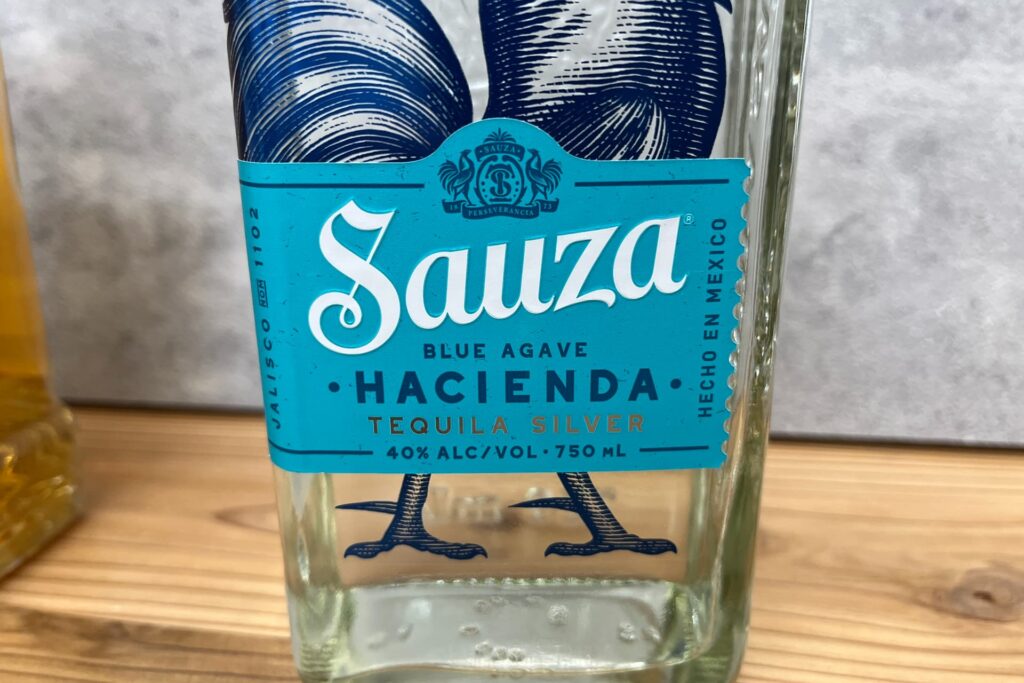 SAUZA
18 73
PERSEVERANCIA
Sauza®
BLUE AGAVE
• HACIENDA •
TEQUILA SILVER
40% ALC/VOL • 750 ML
JALISCO NOM 1102
HECHO EN MEXICO